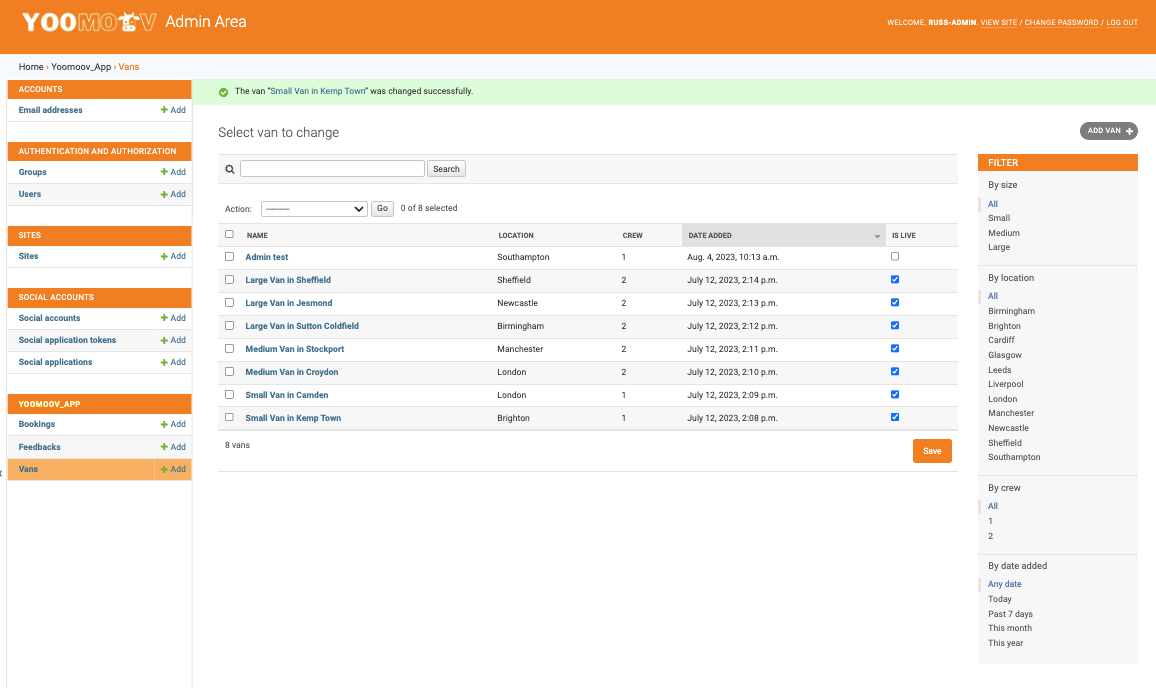 YOOMOOV Admin Area
WELCOME, RUSS-ADMIN. VIEW SITE / CHANGE PASSWORD / LOG OUT
Home › Yoomoov_App › Vans
ACCOUNTS
Email addresses + Add
AUTHENTICATION AND AUTHORIZATION
Groups + Add
Users + Add
SITES
Sites + Add
SOCIAL ACCOUNTS
Social accounts + Add
Social application tokens + Add
Social applications + Add
YOOMOOV_APP
Bookings + Add
Feedbacks + Add
Vans + Add
The van “Small Van in Kemp Town” was changed successfully.
Select van to change
ADD VAN +
Search
Action: --------- Go 0 of 8 selected
NAME LOCATION CREW DATE ADDED IS LIVE
Admin test Southampton 1 Aug. 4, 2023, 10:13 a.m.
Large Van in Sheffield Sheffield 2 July 12, 2023, 2:14 p.m.
Large Van in Jesmond Newcastle 2 July 12, 2023, 2:13 p.m.
Large Van in Sutton Coldfield Birmingham 2 July 12, 2023, 2:12 p.m.
Medium Van in Stockport Manchester 2 July 12, 2023, 2:11 p.m.
Medium Van in Croydon London 2 July 12, 2023, 2:10 p.m.
Small Van in Camden London 1 July 12, 2023, 2:09 p.m.
Small Van in Kemp Town Brighton 1 July 12, 2023, 2:08 p.m.
8 vans
Save
FILTER
By size
All
Small
Medium
Large
By location
All
Birmingham
Brighton
Cardiff
Glasgow
Leeds
Liverpool
London
Manchester
Newcastle
Sheffield
Southampton
By crew
All
1
2
By date added
Any date
Today
Past 7 days
This month
This year